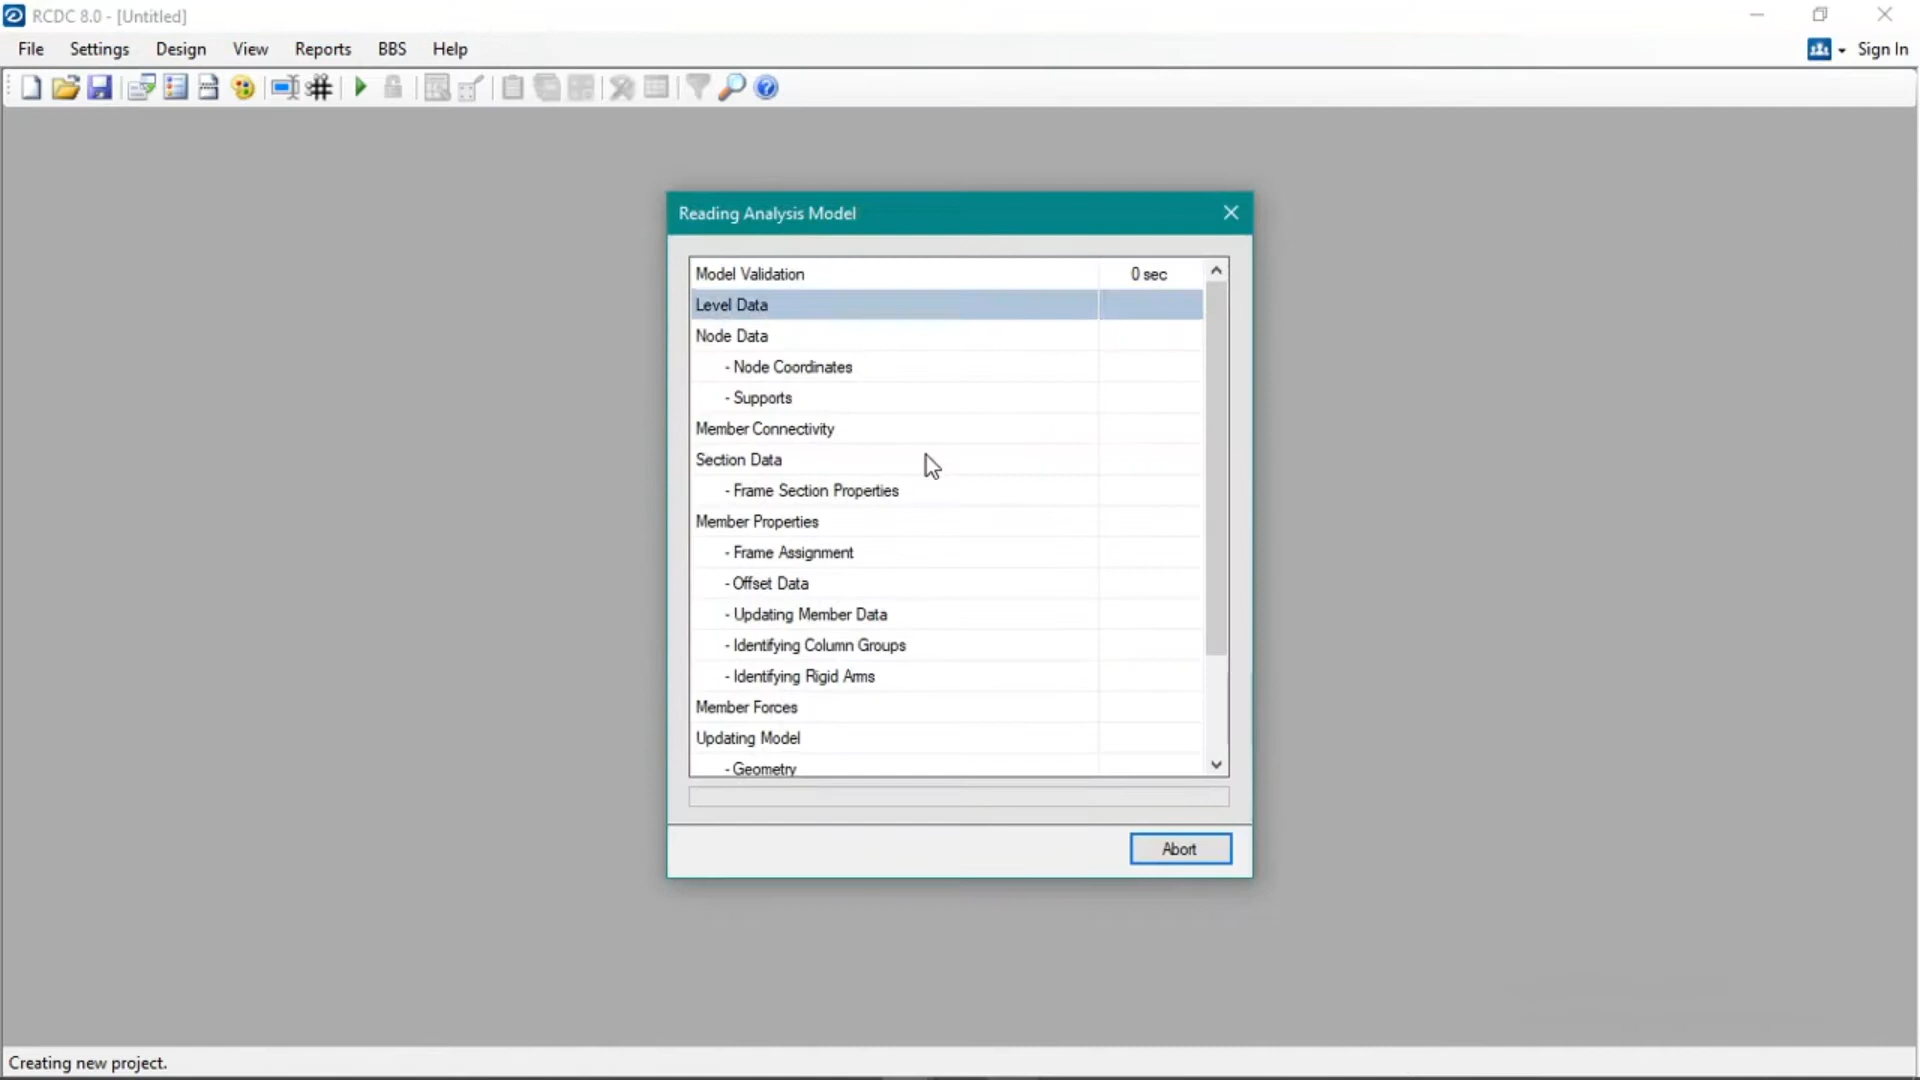 RCDC 8.0 - [Untitled]
File Settings Design View Reports BBS Help Sign In
Reading Analysis Model
Model Validation 0 sec
Level Data
Node Data
- Node Coordinates
- Supports
Member Connectivity
Section Data
- Frame Section Properties
Member Properties
- Frame Assignment
- Offset Data
- Updating Member Data
- Identifying Column Groups
- Identifying Rigid Arms
Member Forces
Updating Model
- Geometry
Abort
Creating new project.